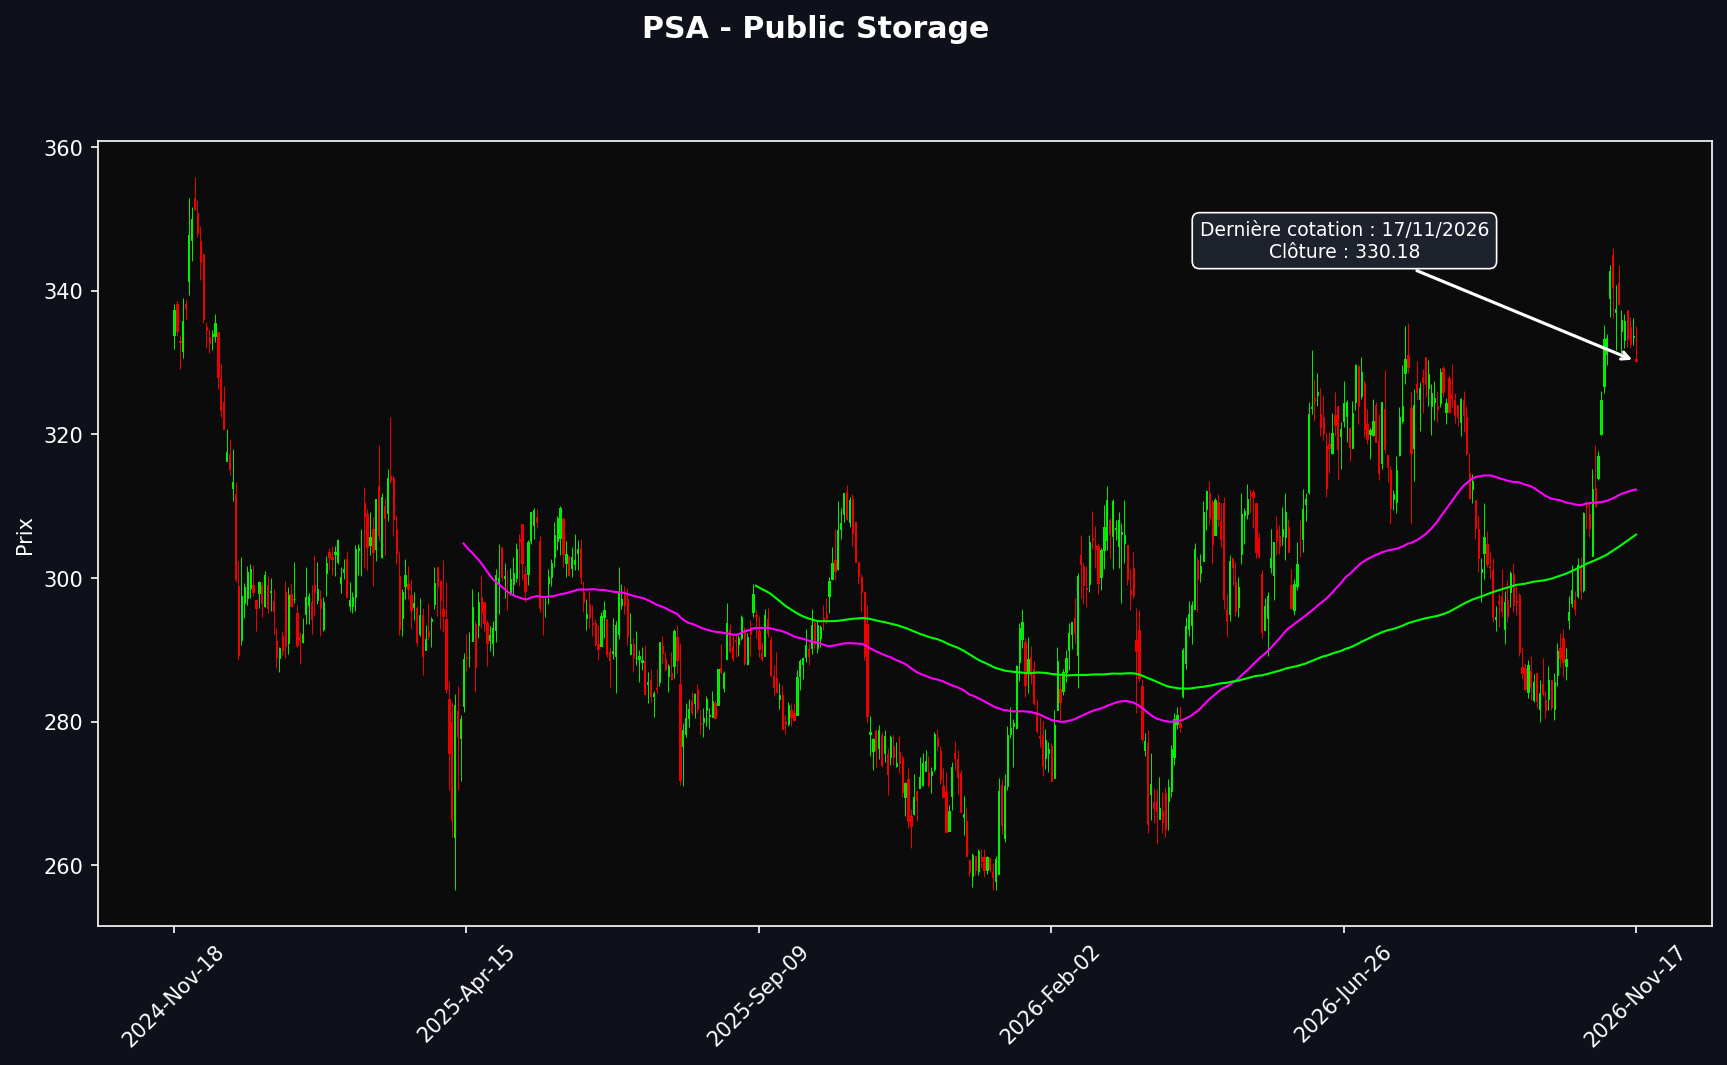 PSA - Public Storage
360
340
320
300
280
260
Prix
Dernière cotation : 17/11/2026
Clôture : 330.18
2024-Nov-18
2025-Apr-15
2025-Sep-09
2026-Feb-02
2026-Jun-26
2026-Nov-17